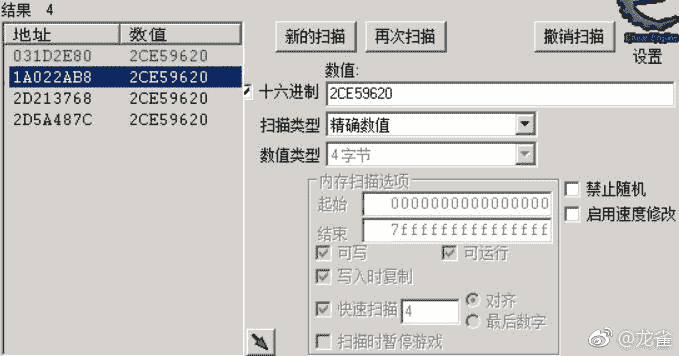 结果 4
地址 数值
031D2E80 2CE59620
1A022AB8 2CE59620
2D213768 2CE59620
2D5A487C 2CE59620
新的扫描 再次扫描 撤销扫描
Cheat Engine
设置
数值:
十六进制 2CE59620
扫描类型 精确数值
数值类型 4 字节
内存扫描选项
起始 0000000000000000
结束 7fffffffffffffff
可写 可运行
写入时复制
快速扫描 4 对齐
最后数字
扫描时暂停游戏
禁止随机
启用速度修改
@龙雀